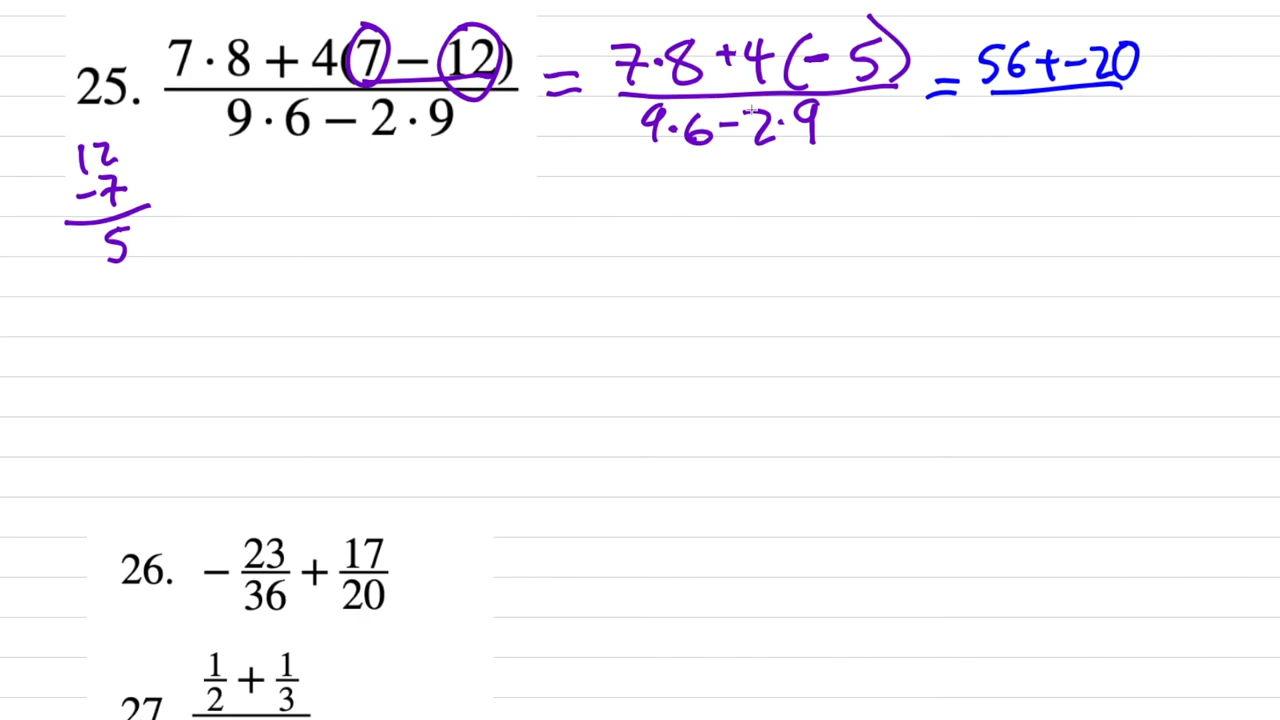 25. (7 · 8 + 4(7 − 12))/(9 · 6 − 2 · 9) = (7·8+4(−5))/(9·6−2·9) = 56+−20
12
−7
5
26. −23/36 + 17/20
27 1/2 + 1/3